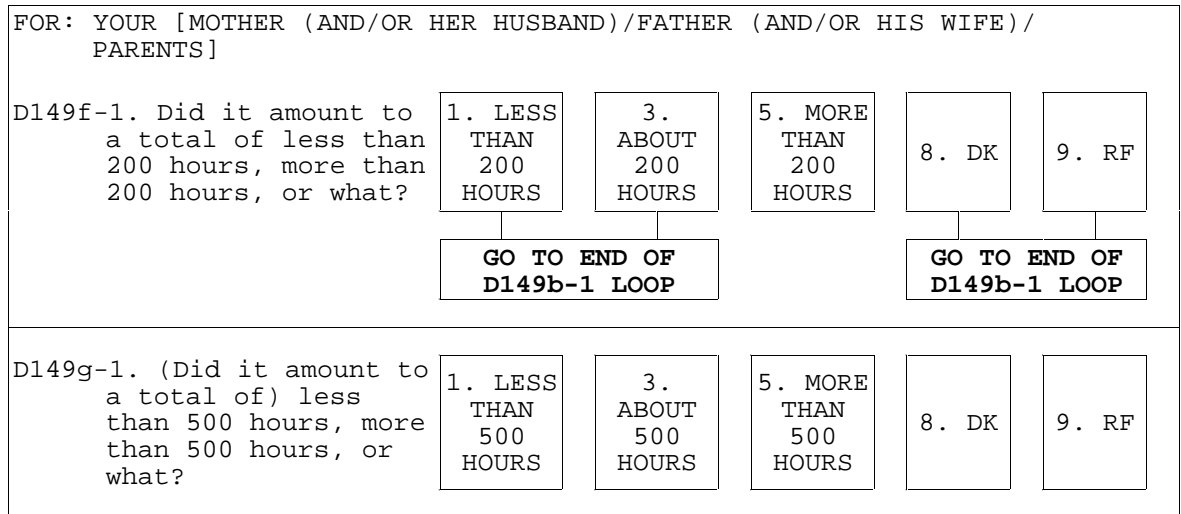 FOR: YOUR [MOTHER (AND/OR HER HUSBAND)/FATHER (AND/OR HIS WIFE)/
PARENTS]
D149f-1. Did it amount to
a total of less than
200 hours, more than
200 hours, or what?
1. LESS
THAN
200
HOURS
3.
ABOUT
200
HOURS
5. MORE
THAN
200
HOURS
8. DK
9. RF
GO TO END OF
D149b-1 LOOP
GO TO END OF
D149b-1 LOOP
D149g-1. (Did it amount to
a total of) less
than 500 hours, more
than 500 hours, or
what?
1. LESS
THAN
500
HOURS
3.
ABOUT
500
HOURS
5. MORE
THAN
500
HOURS
8. DK
9. RF